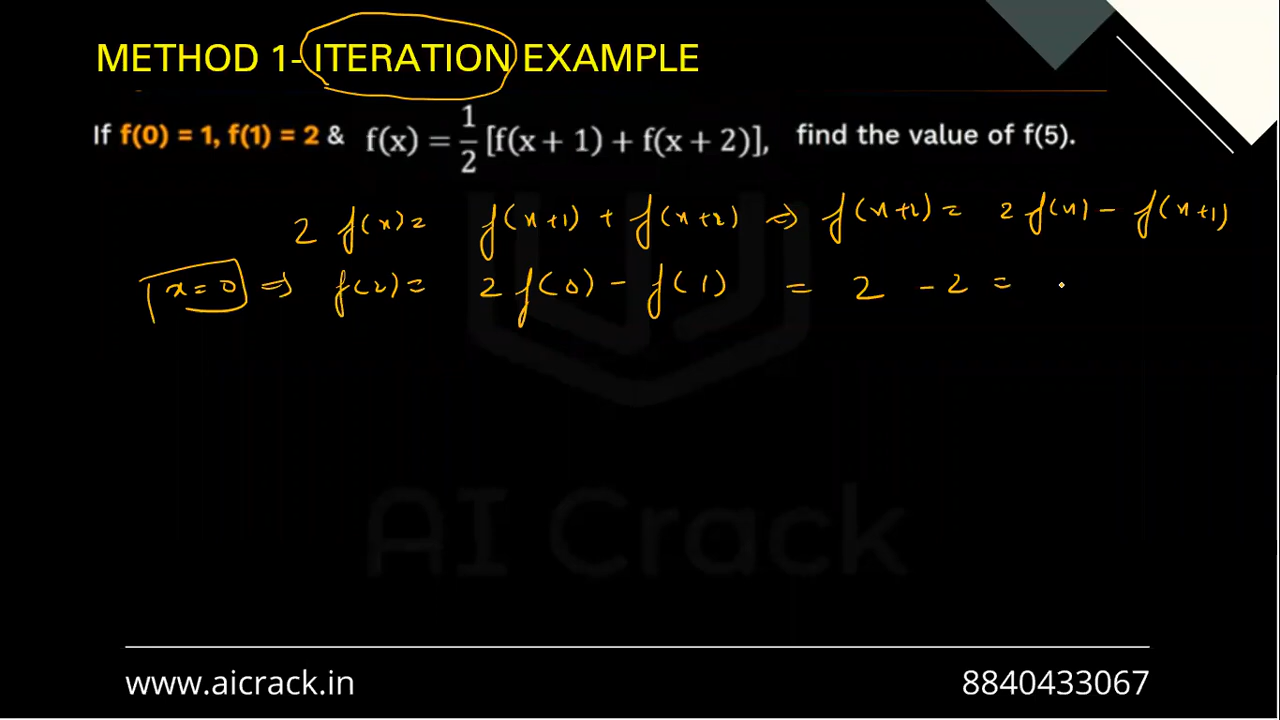 METHOD 1- ITERATION EXAMPLE
If f(0) = 1, f(1) = 2 & f(x) = 1/2 [f(x + 1) + f(x + 2)], find the value of f(5).
2 f(x) = f(x+1) + f(x+2) ⇒ f(x+2) = 2 f(x) - f(x+1)
x = 0 ⇒ f(2) = 2 f(0) - f(1) = 2 - 2 =
AI Crack
www.aicrack.in 8840433067